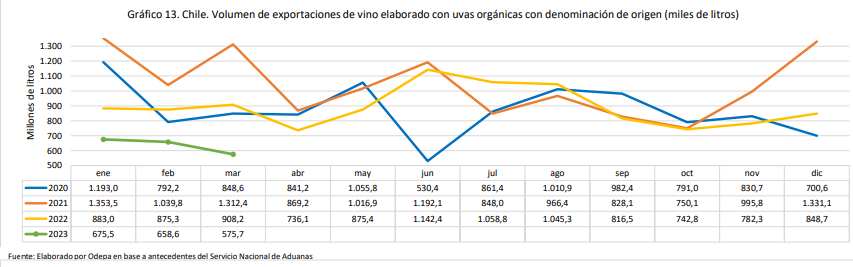 Gráfico 13. Chile. Volumen de exportaciones de vino elaborado con uvas orgánicas con denominación de origen (miles de litros)
Millones de litros
1.300
1.200
1.100
1.000
900
800
700
600
500
ene feb mar abr may jun jul ago sep oct nov dic
2020 1.193,0 792,2 848,6 841,2 1.055,8 530,4 861,4 1.010,9 982,4 791,0 830,7 700,6
2021 1.353,5 1.039,8 1.312,4 869,2 1.016,9 1.192,1 848,0 966,4 828,1 750,1 995,8 1.331,1
2022 883,0 875,3 908,2 736,1 875,4 1.142,4 1.058,8 1.045,3 816,5 742,8 782,3 848,7
2023 675,5 658,6 575,7
Fuente: Elaborado por Odepa en base a antecedentes del Servicio Nacional de Aduanas